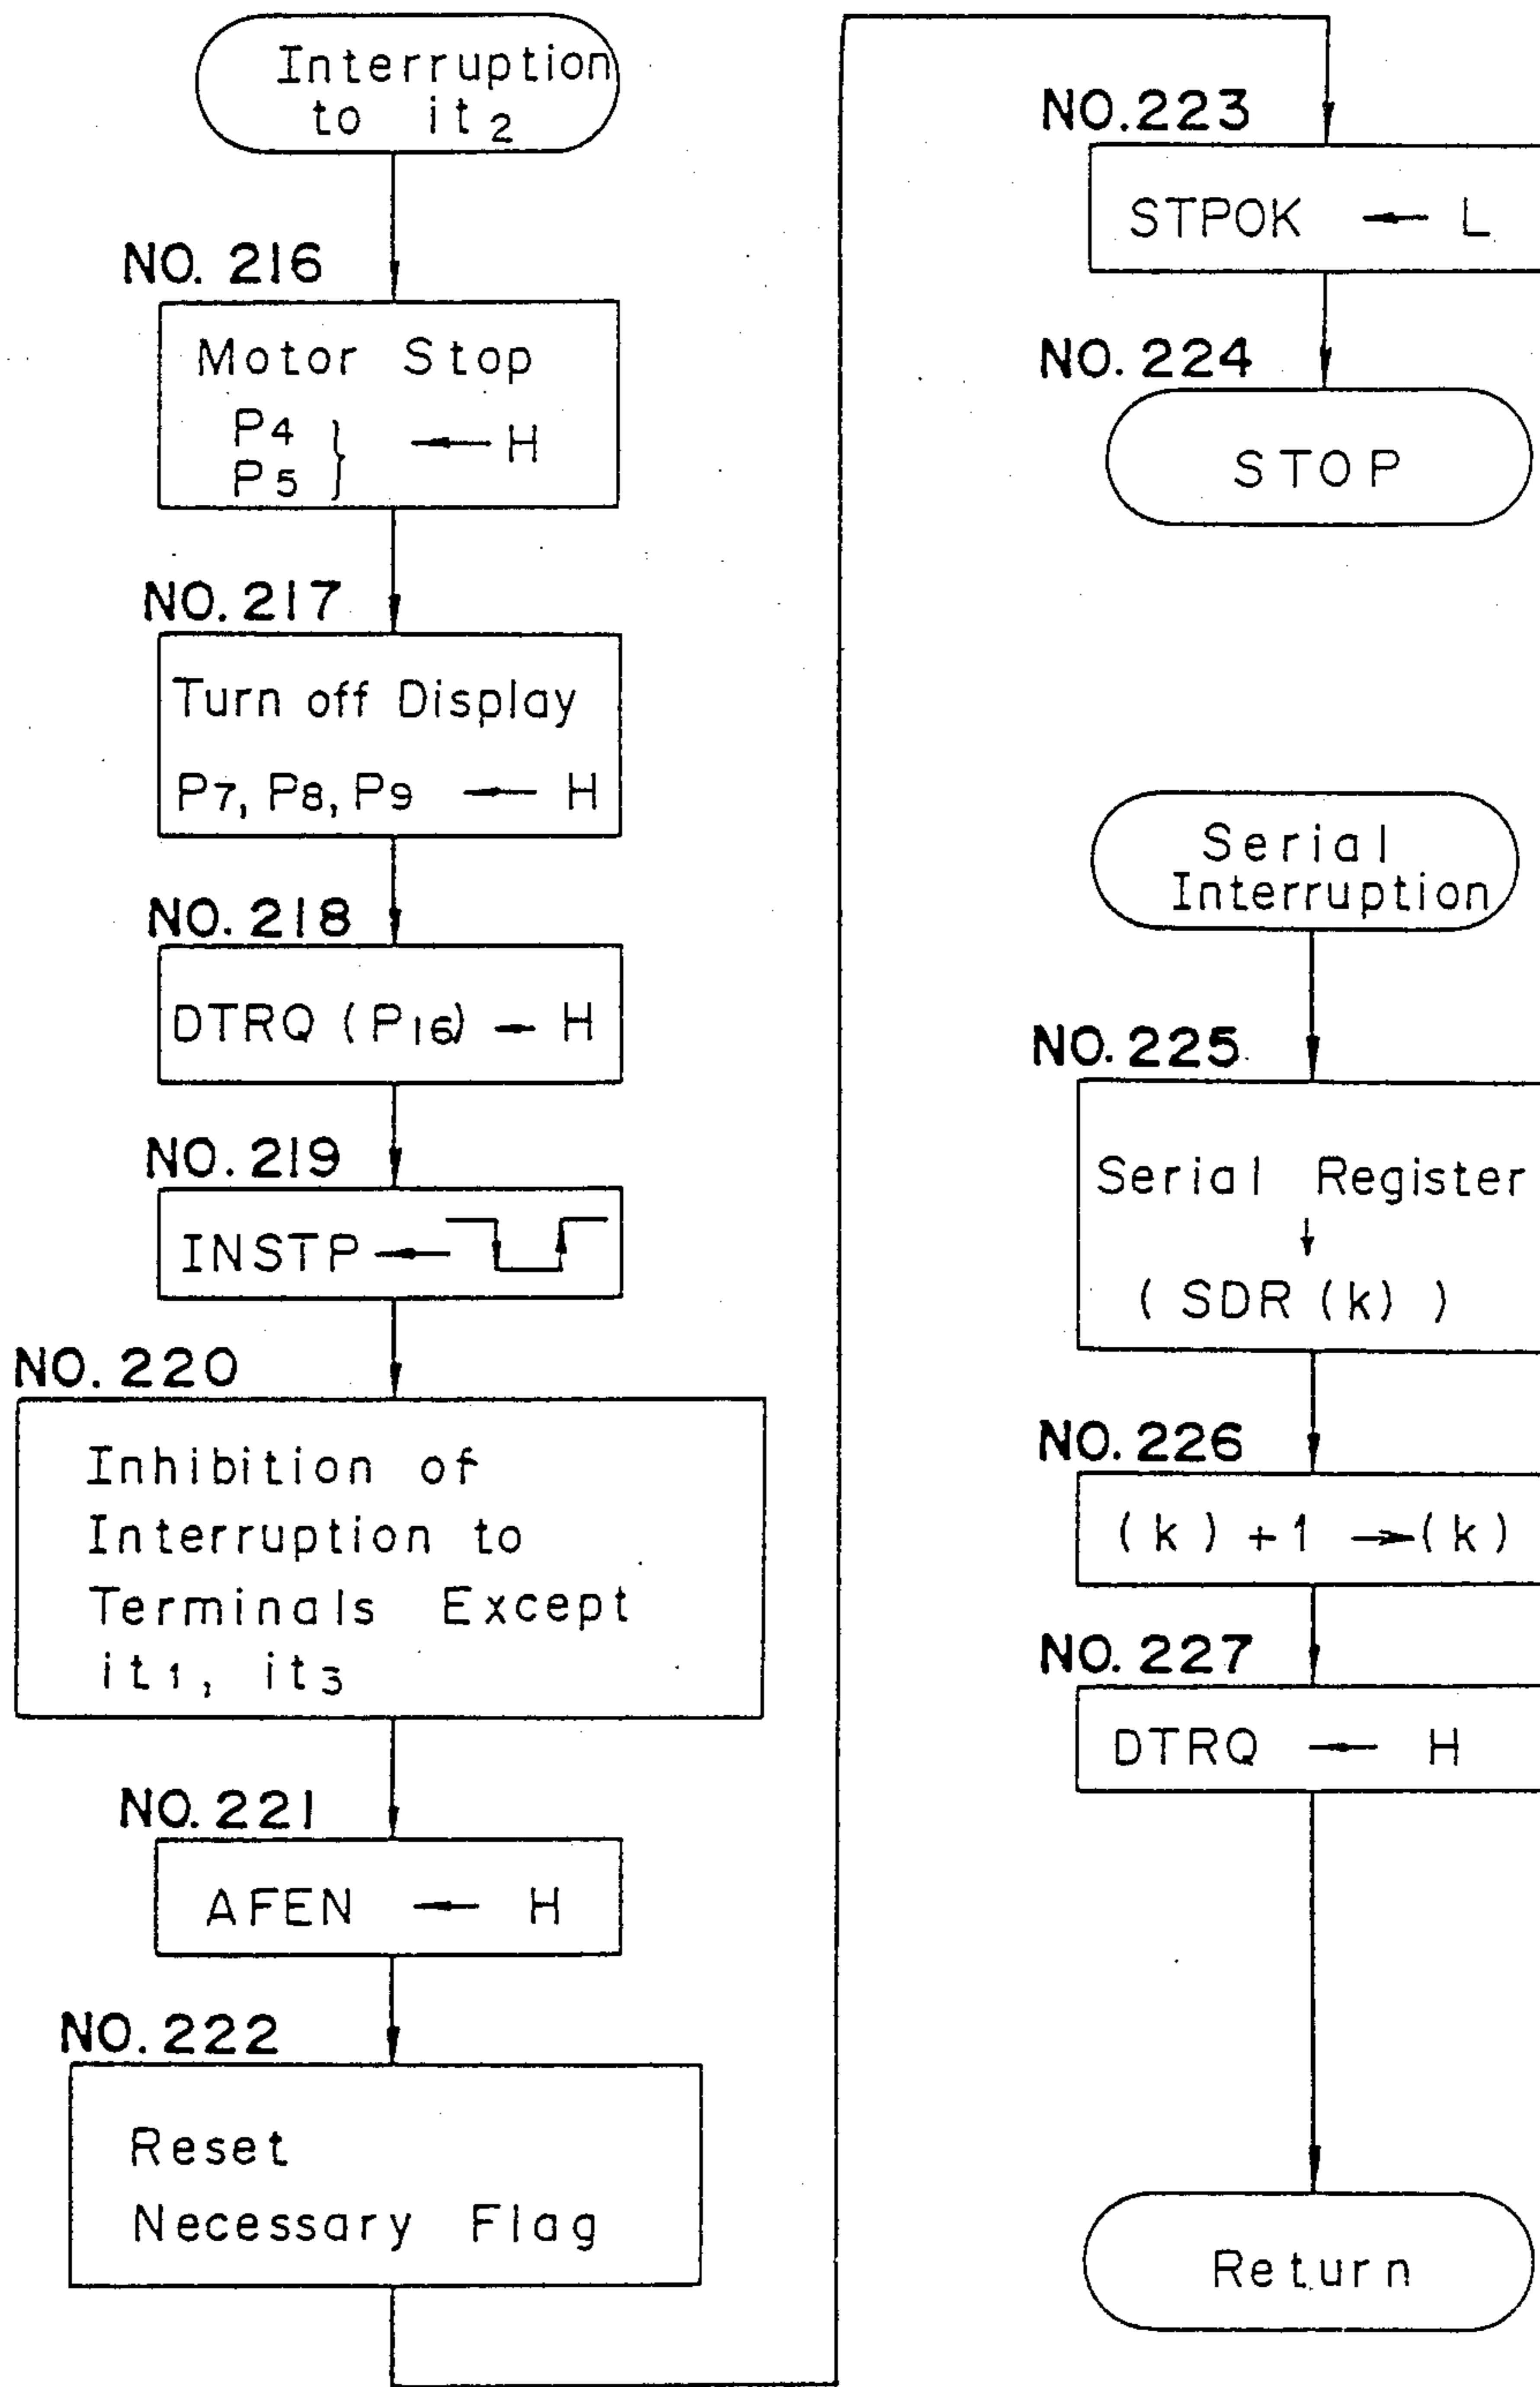 Interruption
to it2
NO. 216
Motor Stop
P4
P5 } ← H
NO. 217
Turn off Display
P7, P8, P9 ← H
NO. 218
DTRQ (P16) ← H
NO. 219
INSTP ←
NO. 220
Inhibition of
Interruption to
Terminals Except
it1, it3
NO. 221
AFEN ← H
NO. 222
Reset
Necessary Flag
NO. 223
STPOK ← L
NO. 224
STOP
Serial
Interruption
NO. 225
Serial Register
↓
( SDR (k) )
NO. 226
(k) + 1 → (k)
NO. 227
DTRQ ← H
Return